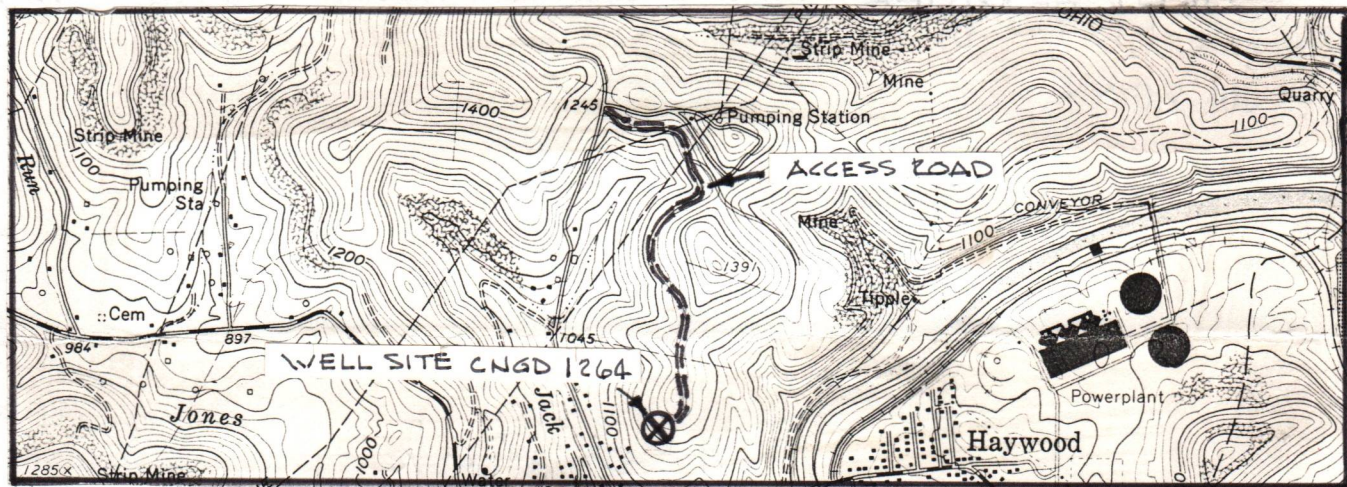 OHIO
Strip Mine
Mine
1400
1245
Pumping Station
Quarry
1100
Strip Mine
1100
Run
ACCESS ROAD
Pumping
Sta
CONVEYOR
Mine
1100
1200
1391
Tipple
Cem
984
897
1045
WELL SITE CNGD 1264
Powerplant
Jones
Jack
1100
Haywood
1000
1285
Strip Mine
Water